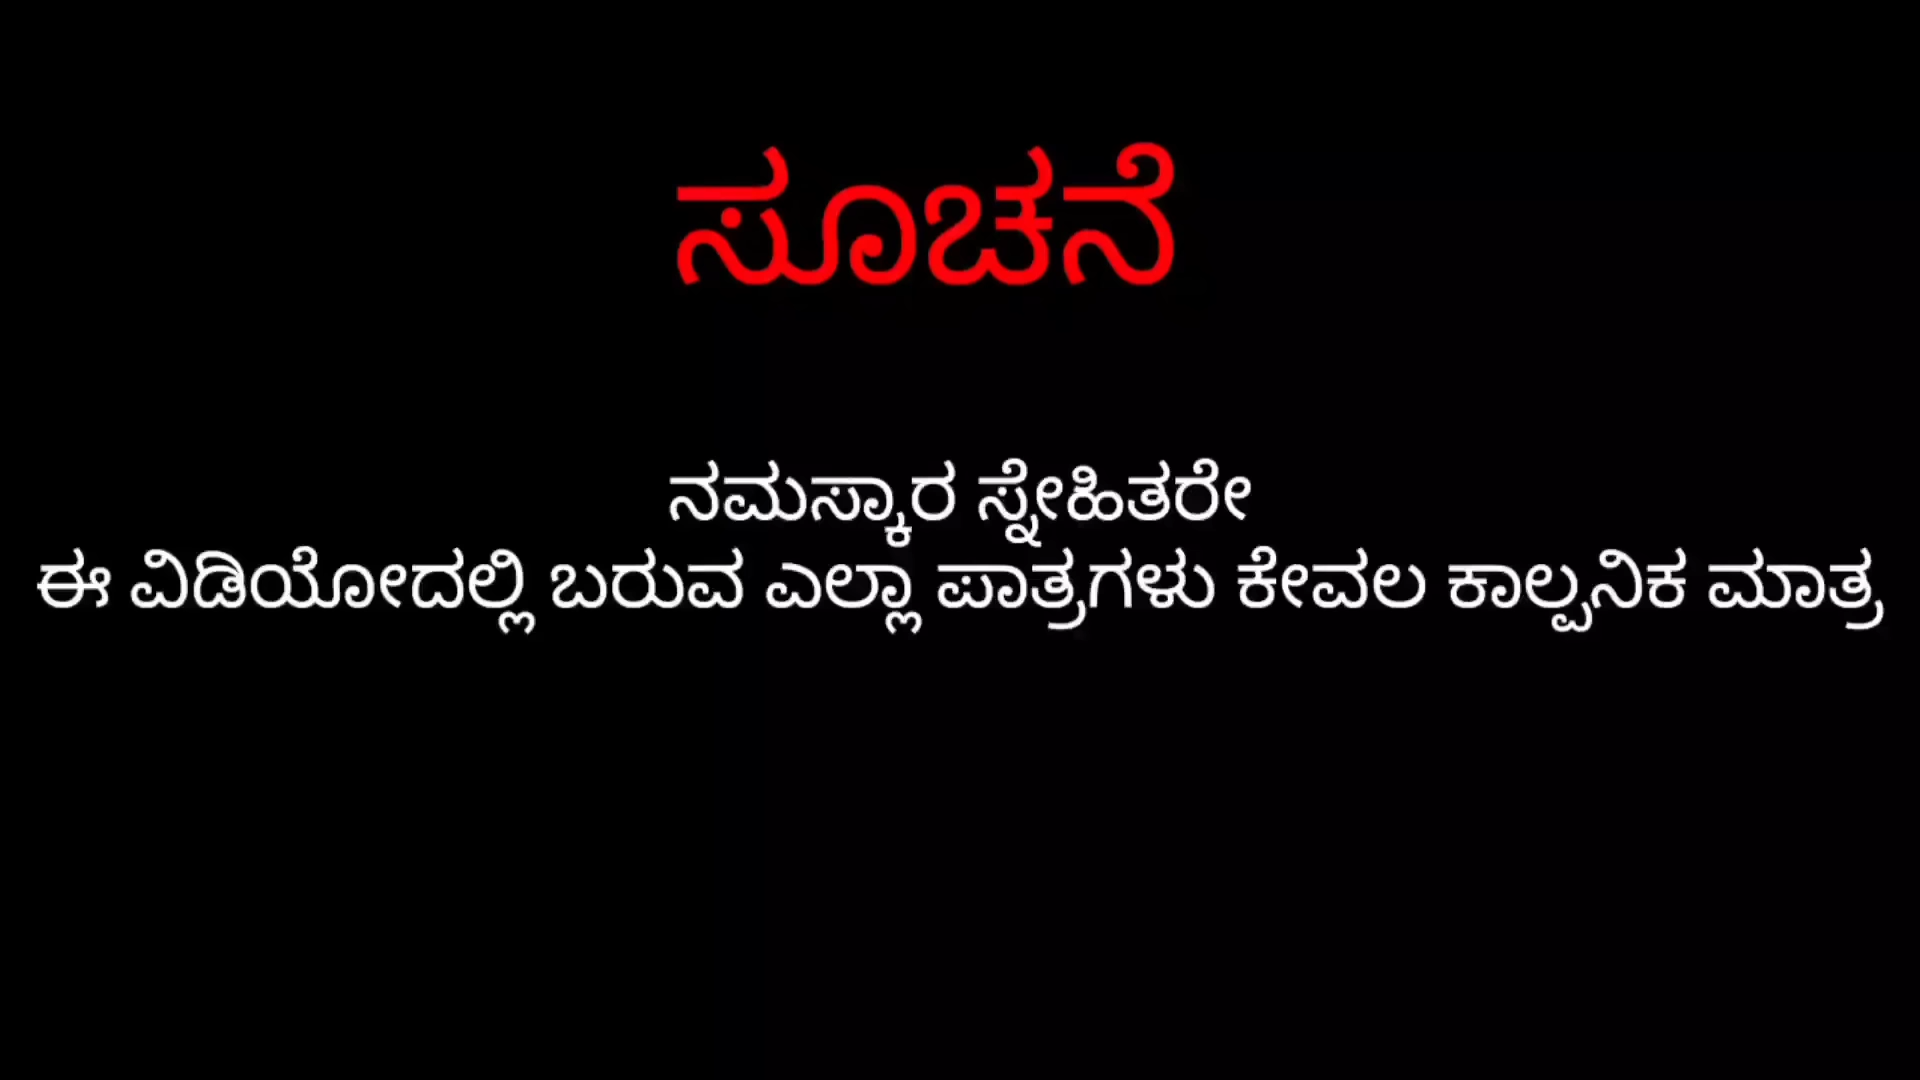 ಸೂಚನೆ
ನಮಸ್ಕಾರ ಸ್ನೇಹಿತರೇ
ಈ ವಿಡಿಯೋದಲ್ಲಿ ಬರುವ ಎಲ್ಲಾ ಪಾತ್ರಗಳು ಕೇವಲ ಕಾಲ್ಪನಿಕ ಮಾತ್ರ